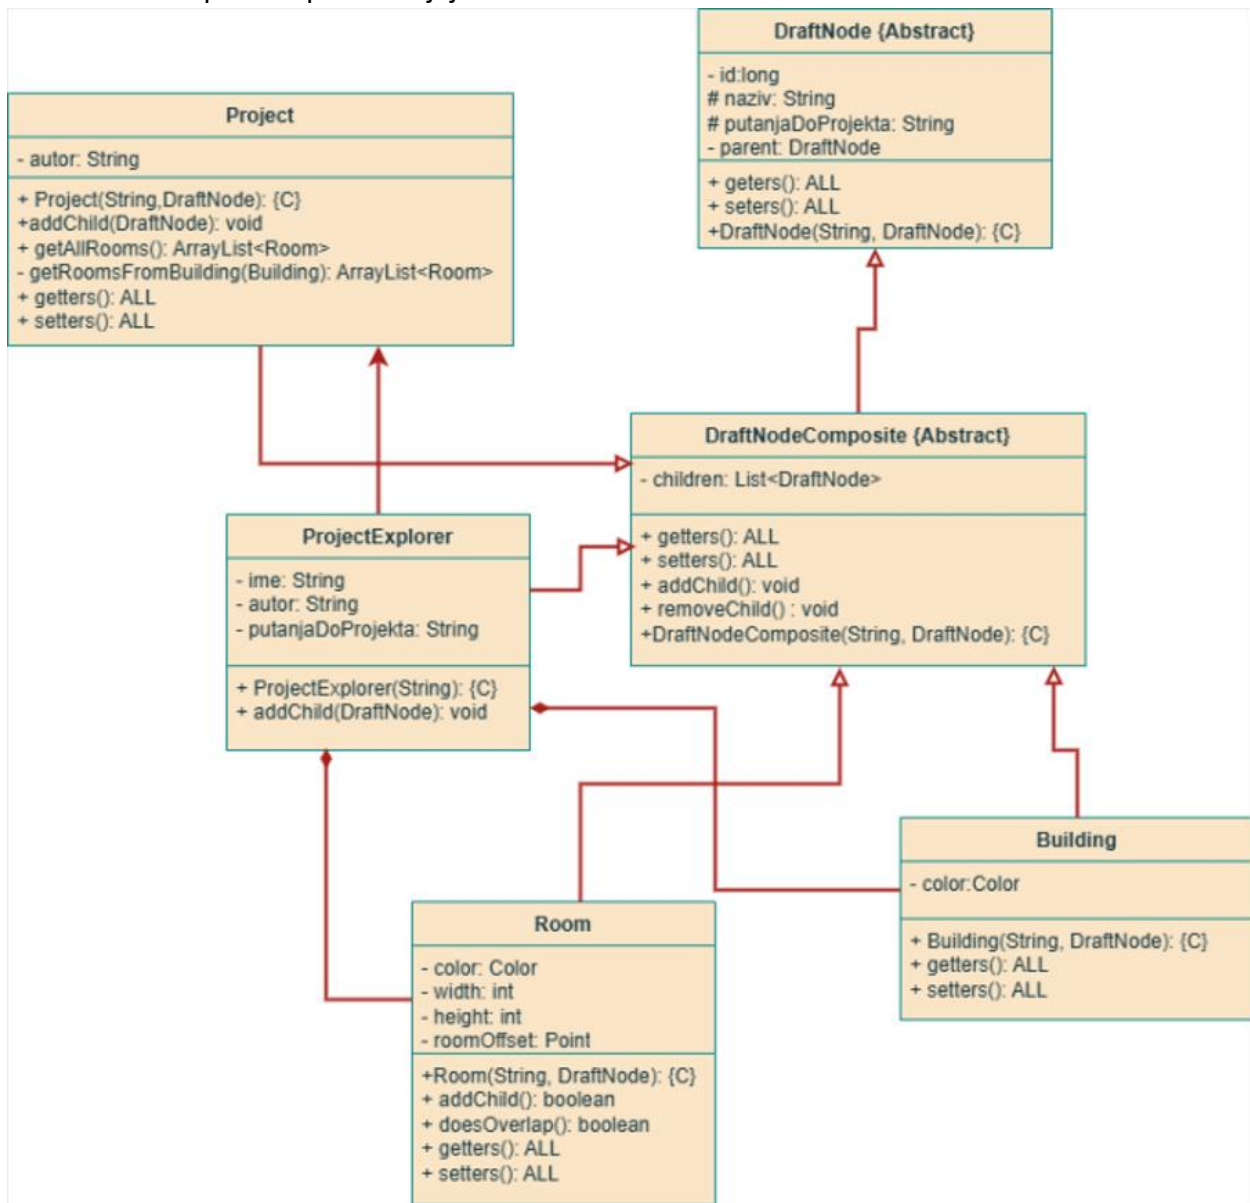 DraftNode {Abstract}
- id:long
# naziv: String
# putanjaDoProjekta: String
- parent: DraftNode
+ geters(): ALL
+ seters(): ALL
+DraftNode(String, DraftNode): {C}
Project
- autor: String
+ Project(String,DraftNode): {C}
+addChild(DraftNode): void
+ getAllRooms(): ArrayList<Room>
- getRoomsFromBuilding(Building): ArrayList<Room>
+ getters(): ALL
+ setters(): ALL
DraftNodeComposite {Abstract}
- children: List<DraftNode>
+ getters(): ALL
+ setters(): ALL
+ addChild(): void
+ removeChild() : void
+DraftNodeComposite(String, DraftNode): {C}
ProjectExplorer
- ime: String
- autor: String
- putanjaDoProjekta: String
+ ProjectExplorer(String): {C}
+ addChild(DraftNode): void
Building
- color:Color
+ Building(String, DraftNode): {C}
+ getters(): ALL
+ setters(): ALL
Room
- color: Color
- width: int
- height: int
- roomOffset: Point
+Room(String, DraftNode): {C}
+ addChild(): boolean
+ doesOverlap(): boolean
+ getters(): ALL
+ setters(): ALL